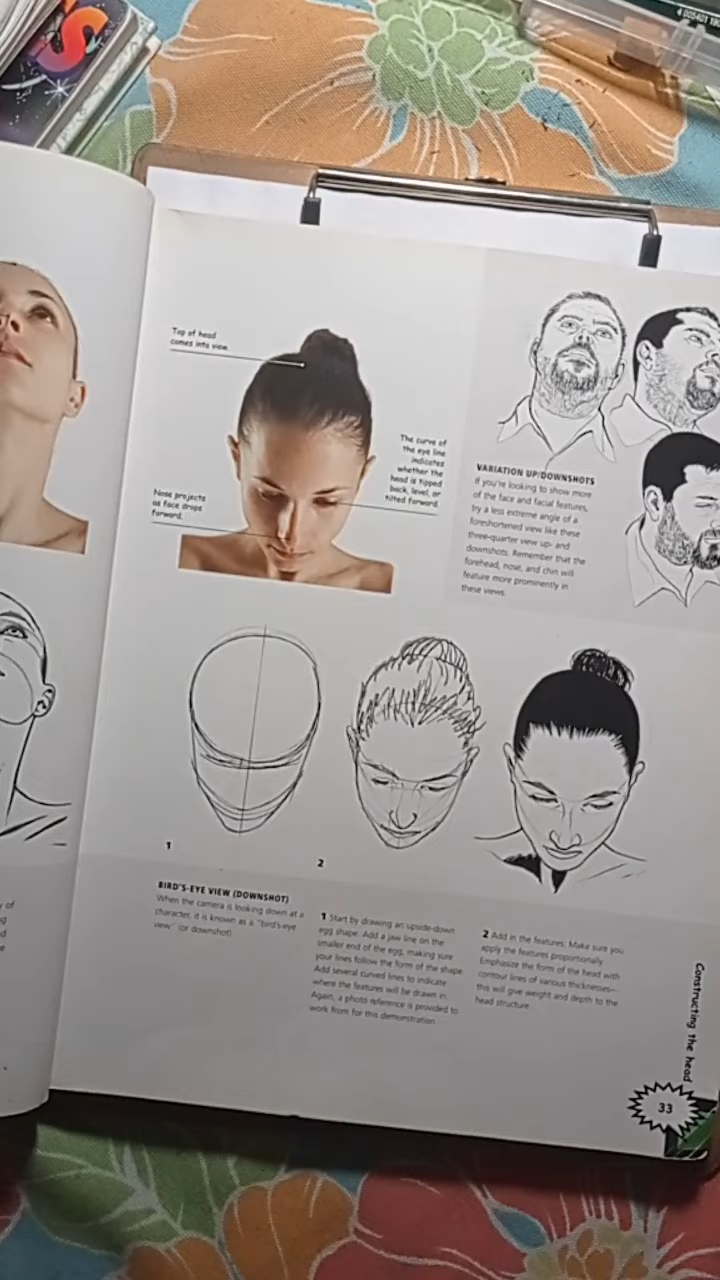 S
4 005401 190
Top of head
comes into view.
The curve of
the eye line
indicates
whether the
head is tipped
back, level, or
tilted forward.
Nose projects
as face drops
forward.
VARIATION UP/DOWNSHOTS
If you're looking to show more
of the face and facial features,
try a less extreme angle of a
foreshortened view like these
three-quarter view up- and
downshots. Remember that the
forehead, nose, and chin will
feature more prominently in
these views.
1
2
BIRD'S-EYE VIEW (DOWNSHOT)
When the camera is looking down at a
character, it is known as a "bird's-eye
view" (or downshot).
1 Start by drawing an upside-down
egg shape. Add a jaw line on the
smaller end of the egg, making sure
your lines follow the form of the shape.
Add several curved lines to indicate
where the features will be drawn in.
Again, a photo reference is provided to
work from for this demonstration.
2 Add in the features. Make sure you
apply the features proportionally.
Emphasize the form of the head with
contour lines of various thicknesses—
this will give weight and depth to the
head structure.
y of
Constructing the head
33